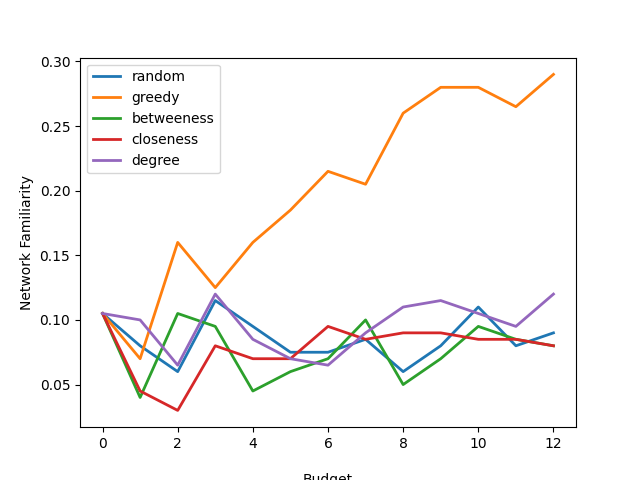 0.30
0.25
0.20
0.15
0.10
0.05
Network Familiarity
random
greedy
betweeness
closeness
degree
0 2 4 6 8 10 12
Budget